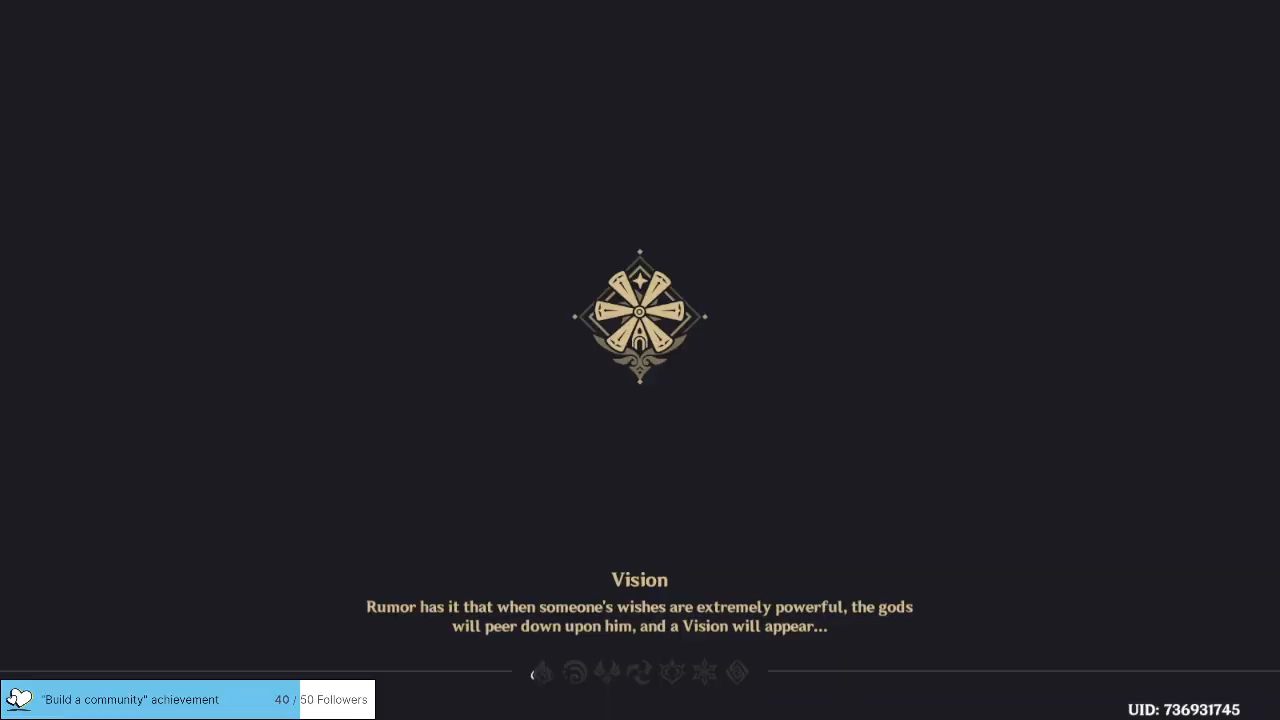 Vision
Rumor has it that when someone's wishes are extremely powerful, the gods
will peer down upon him, and a Vision will appear...
"Build a community" achievement 40 / 50 Followers
UID: 736931745